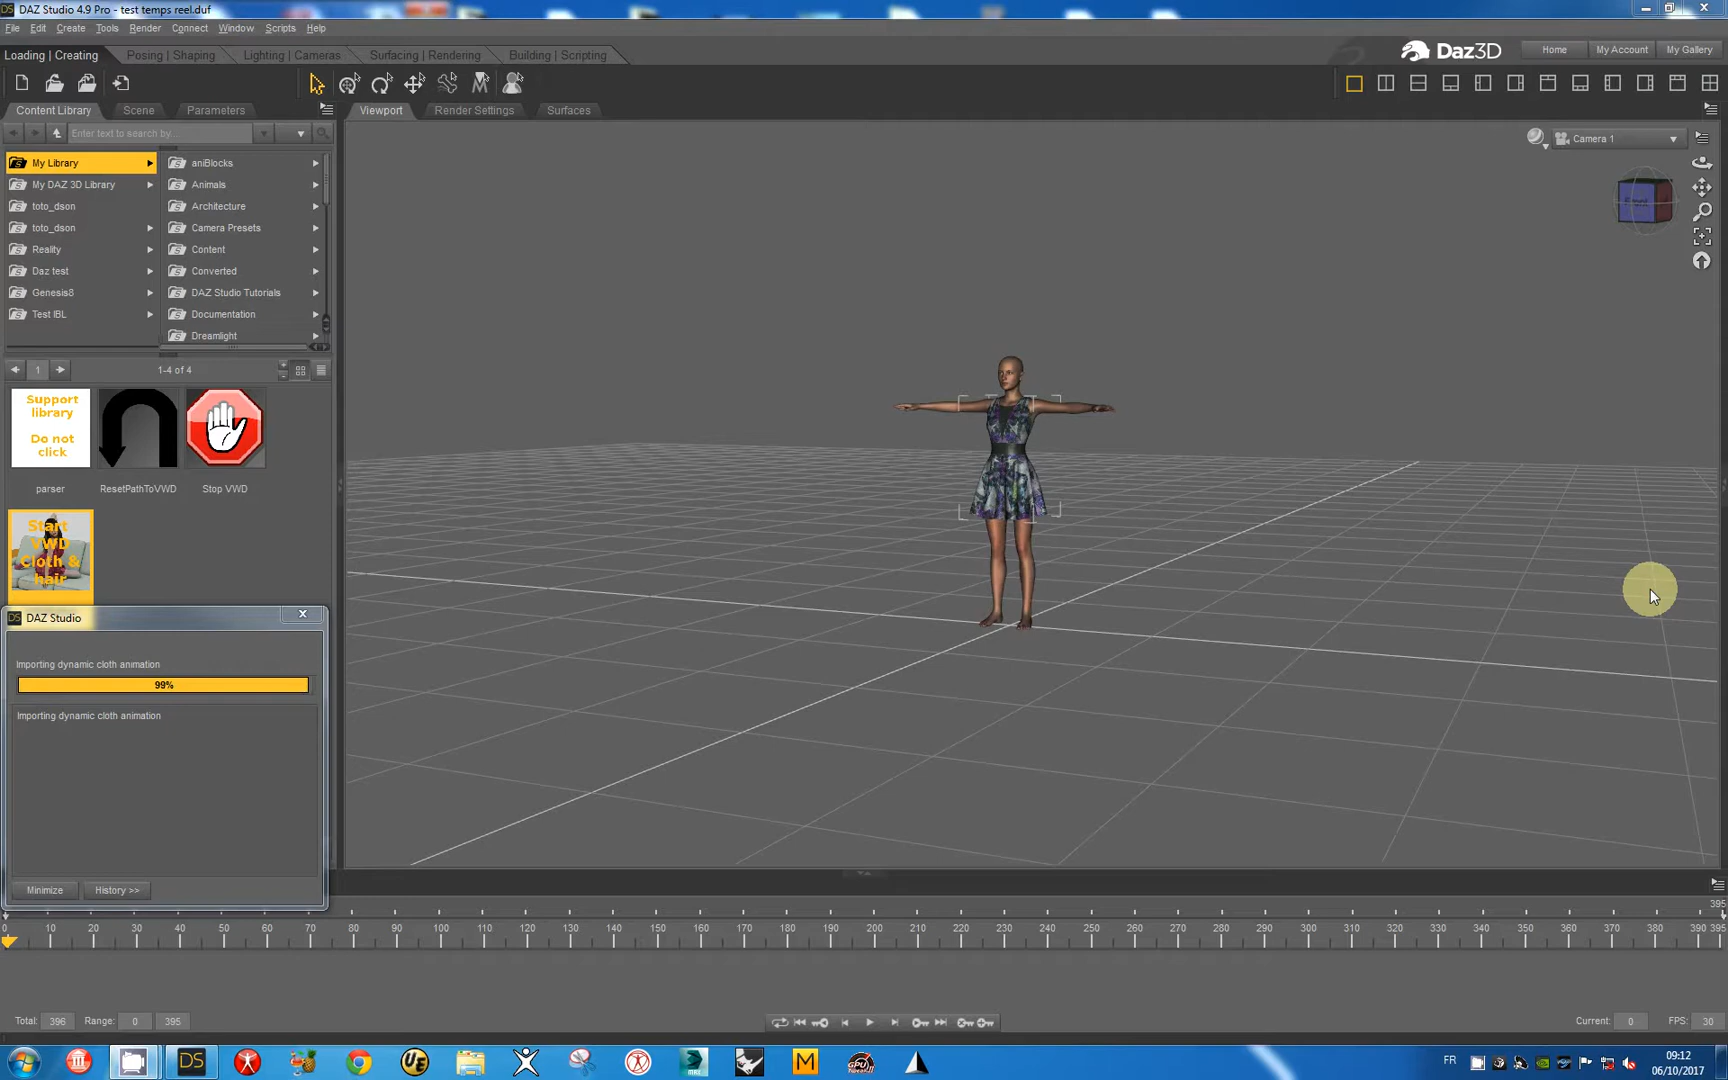 DAZ Studio 4.9 Pro - test temps reel.duf
File Edit Create Tools Render Connect Window Scripts Help
Loading | Creating Posing | Shaping Lighting | Cameras Surfacing | Rendering Building | Scripting
Daz3D Home My Account My Gallery
Content Library Scene Parameters Viewport Render Settings Surfaces
Enter text to search by...
Camera 1
My Library
My DAZ 3D Library
toto_dson
toto_dson
Reality
Daz test
Genesis8
Test IBL
aniBlocks
Animals
Architecture
Camera Presets
Content
Converted
DAZ Studio Tutorials
Documentation
Dreamlight
Front
1 1-4 of 4
Support
library
Do not
click
parser ResetPathToVWD Stop VWD
Start
VWD
Cloth &
hair
DAZ Studio
Importing dynamic cloth animation
99%
Importing dynamic cloth animation
Minimize History >>
395
0 10 20 30 40 50 60 70 80 90 100 110 120 130 140 150 160 170 180 190 200 210 220 230 240 250 260 270 280 290 300 310 320 330 340 350 360 370 380 390 395
Total: 396 Range: 0 395 Current: 0 FPS: 30
FR
09:12
06/10/2017